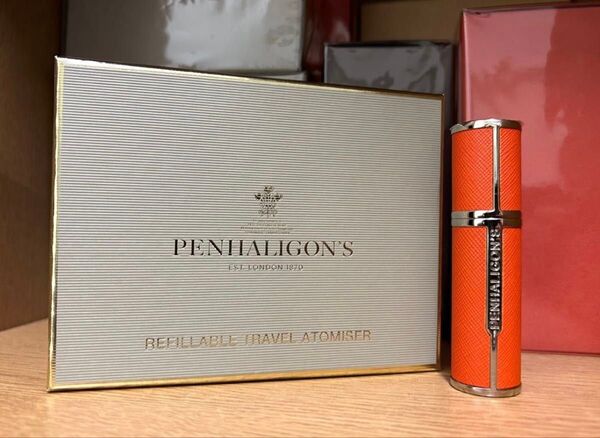 PENHALIGON'S
EST. LONDON 1870
REFILLABLE TRAVEL ATOMISER
PENHALIGON'S